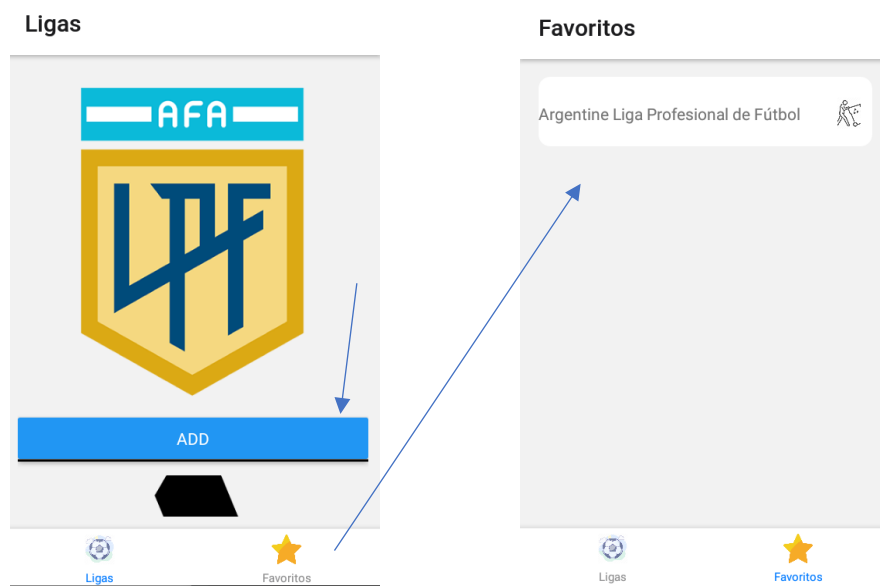 Ligas
AFA
LPF
ADD
Ligas
Favoritos
Favoritos
Argentine Liga Profesional de Fútbol
Ligas
Favoritos